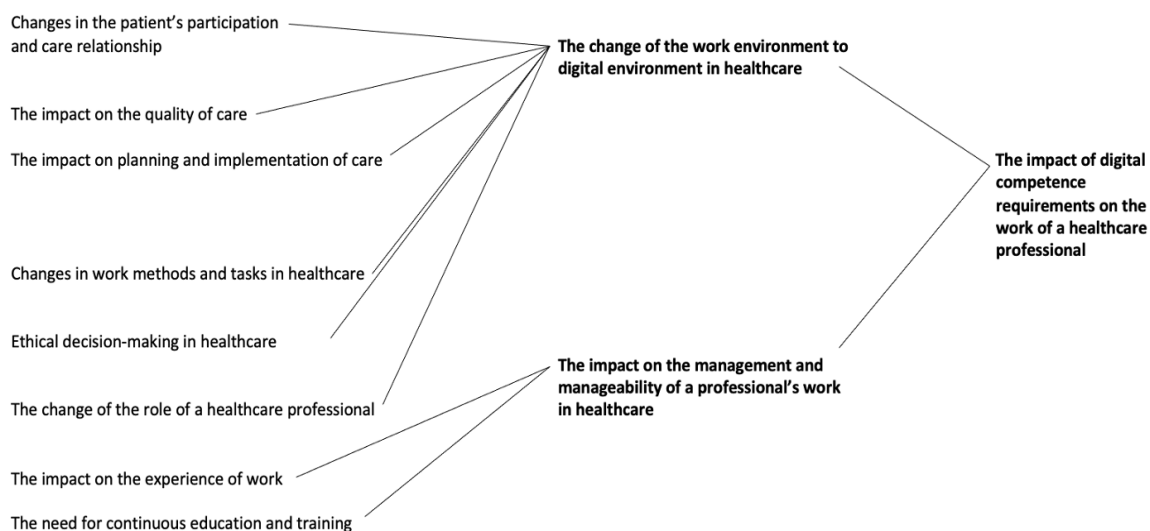 Changes in the patient's participation
and care relationship
The impact on the quality of care
The impact on planning and implementation of care
Changes in work methods and tasks in healthcare
Ethical decision-making in healthcare
The change of the role of a healthcare professional
The impact on the experience of work
The need for continuous education and training
The change of the work environment to
digital environment in healthcare
The impact on the management and
manageability of a professional's work
in healthcare
The impact of digital
competence
requirements on the
work of a healthcare
professional